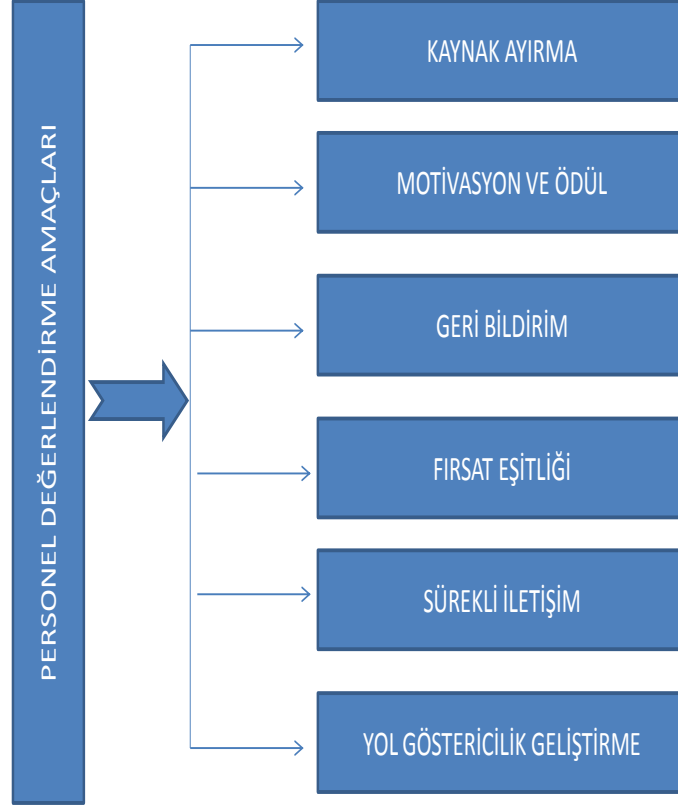 PERSONEL DEĞERLENDİRME AMAÇLARI
KAYNAK AYIRMA
MOTİVASYON VE ÖDÜL
GERİ BİLDİRİM
FIRSAT EŞİTLİĞİ
SÜREKLİ İLETİŞİM
YOL GÖSTERİCİLİK GELİŞTİRME